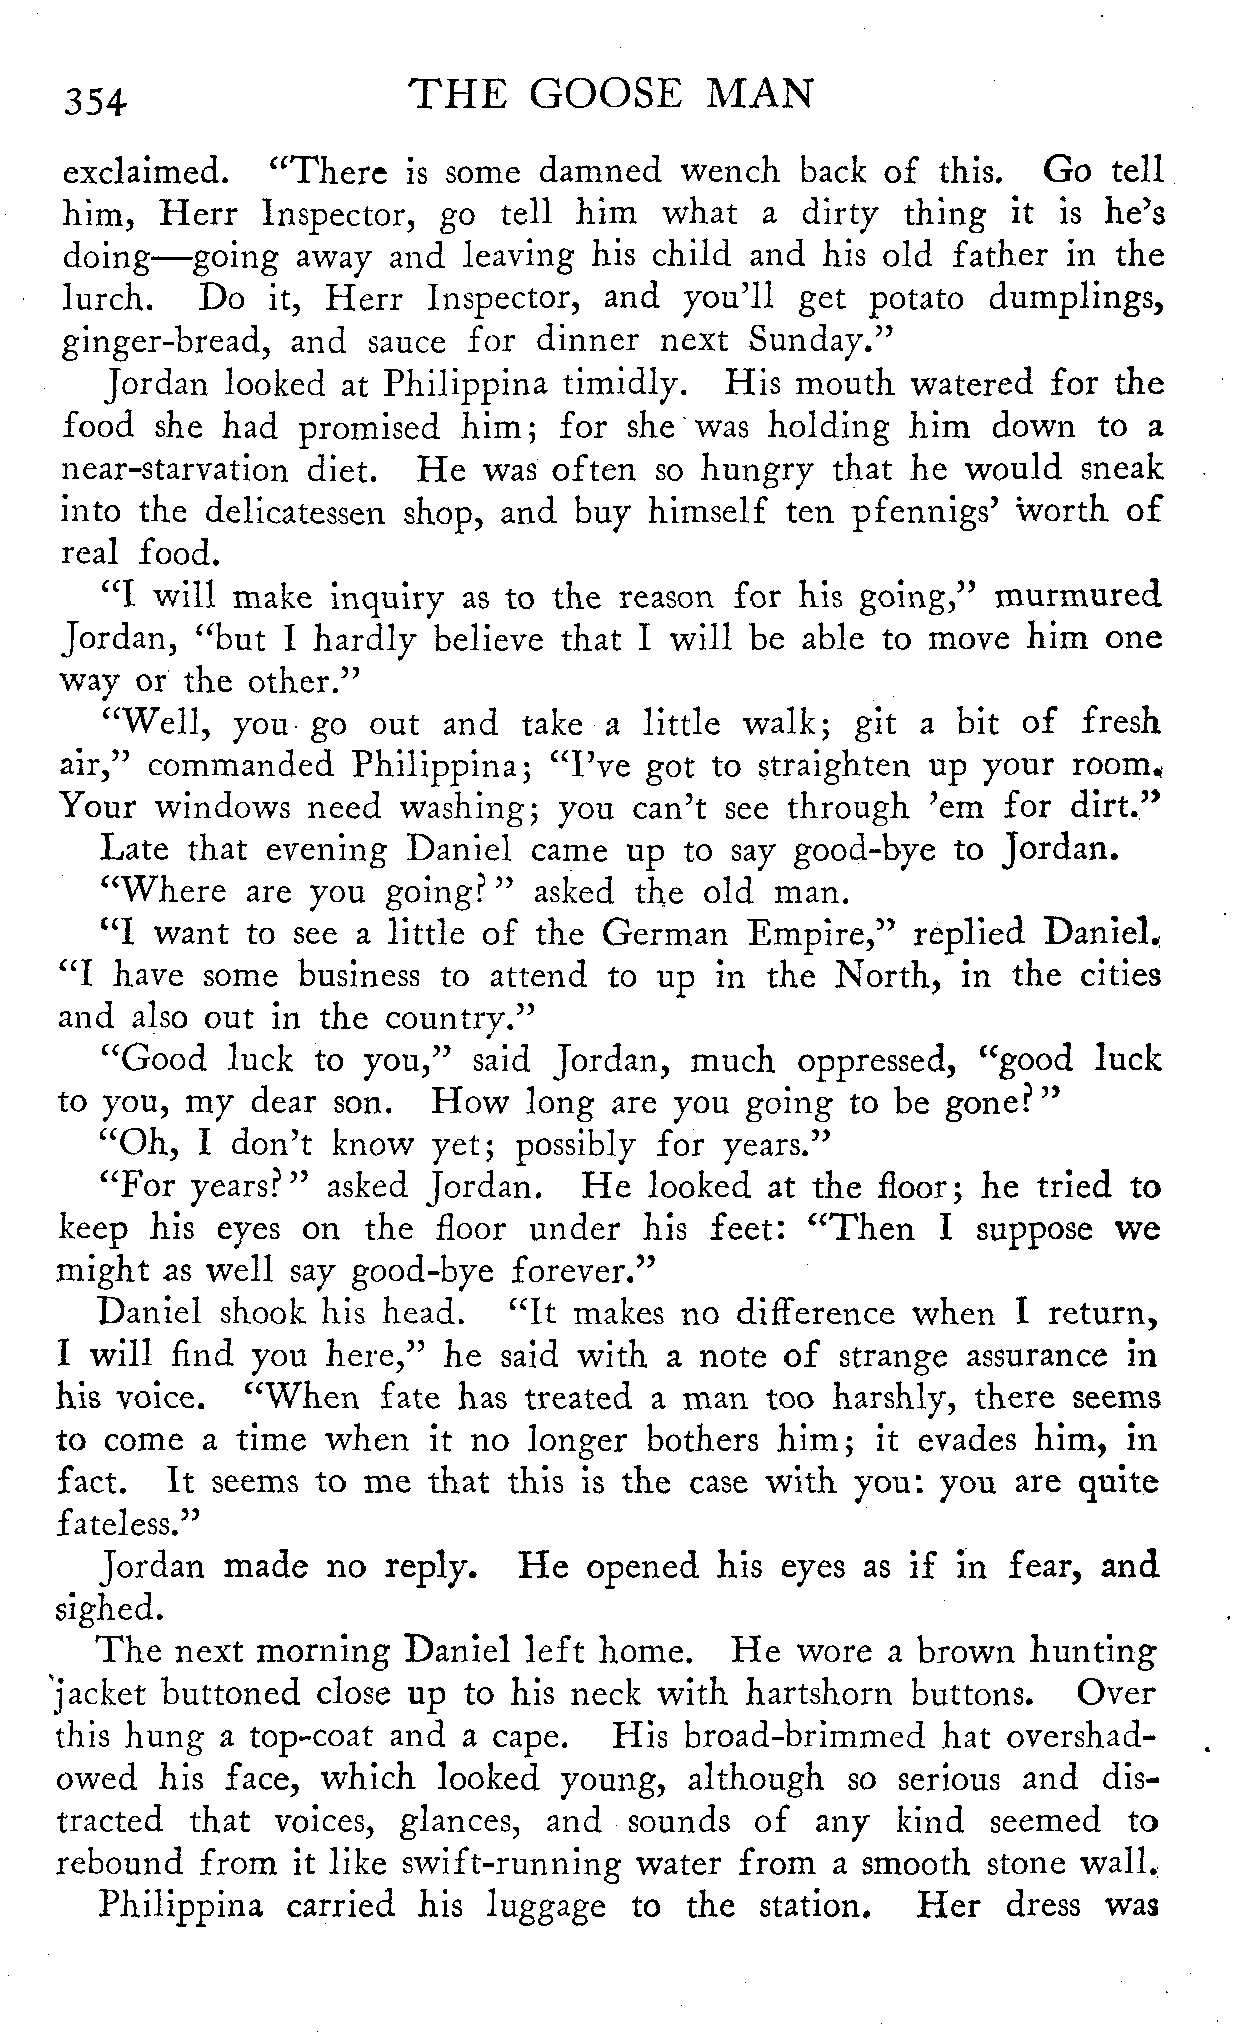 354 THE GOOSE MAN
exclaimed. “There is some damned wench back of this. Go tell
him, Herr Inspector, go tell him what a dirty thing it is he’s
doing—going away and leaving his child and his old father in the
lurch. Do it, Herr Inspector, and you’ll get potato dumplings,
ginger-bread, and sauce for dinner next Sunday.”
Jordan looked at Philippina timidly. His mouth watered for the
food she had promised him; for she was holding him down to a
near-starvation diet. He was often so hungry that he would sneak
into the delicatessen shop, and buy himself ten pfennigs’ worth of
real food.
“I will make inquiry as to the reason for his going,” murmured
Jordan, “but I hardly believe that I will be able to move him one
way or the other.”
“Well, you go out and take a little walk; git a bit of fresh
air,” commanded Philippina; “I’ve got to straighten up your room.
Your windows need washing; you can’t see through ’em for dirt.”
Late that evening Daniel came up to say good-bye to Jordan.
“Where are you going?” asked the old man.
“I want to see a little of the German Empire,” replied Daniel.
“I have some business to attend to up in the North, in the cities
and also out in the country.”
“Good luck to you,” said Jordan, much oppressed, “good luck
to you, my dear son. How long are you going to be gone?”
“Oh, I don’t know yet; possibly for years.”
“For years?” asked Jordan. He looked at the floor; he tried to
keep his eyes on the floor under his feet: “Then I suppose we
might as well say good-bye forever.”
Daniel shook his head. “It makes no difference when I return,
I will find you here,” he said with a note of strange assurance in
his voice. “When fate has treated a man too harshly, there seems
to come a time when it no longer bothers him; it evades him, in
fact. It seems to me that this is the case with you: you are quite
fateless.”
Jordan made no reply. He opened his eyes as if in fear, and
sighed.
The next morning Daniel left home. He wore a brown hunting
jacket buttoned close up to his neck with hartshorn buttons. Over
this hung a top-coat and a cape. His broad-brimmed hat overshad-
owed his face, which looked young, although so serious and dis-
tracted that voices, glances, and sounds of any kind seemed to
rebound from it like swift-running water from a smooth stone wall.
Philippina carried his luggage to the station. Her dress was